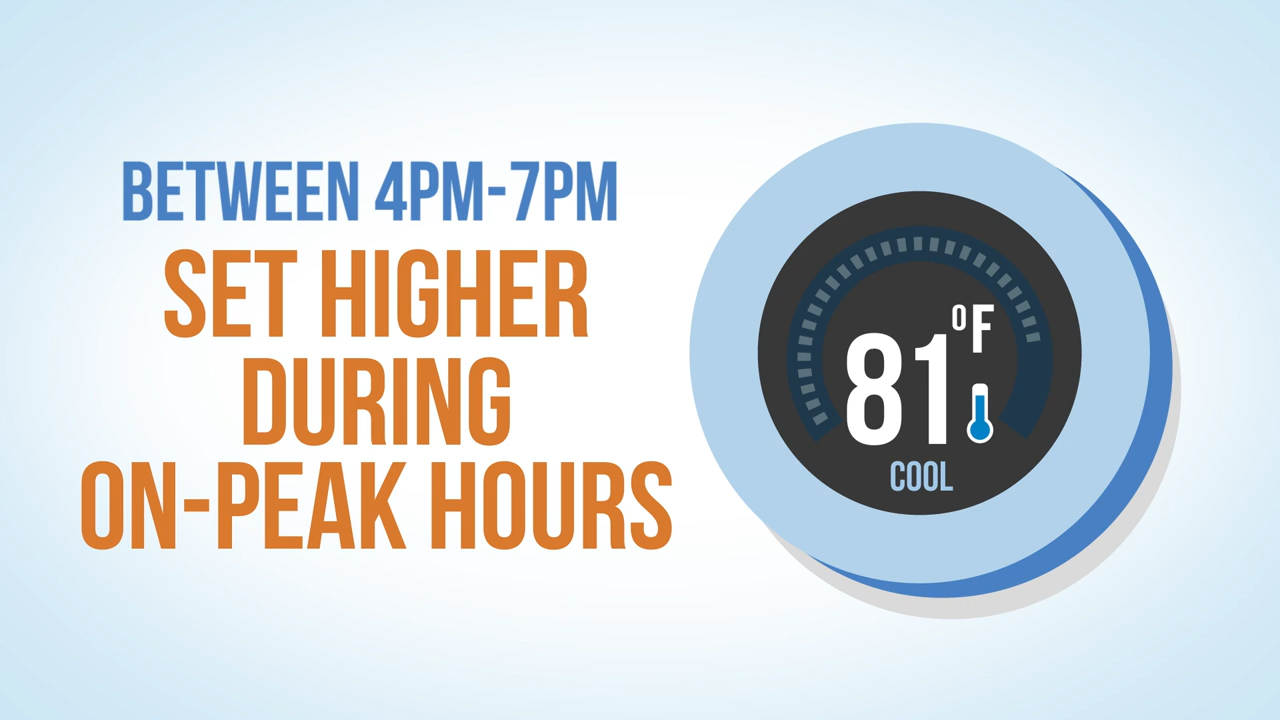 BETWEEN 4PM-7PM
SET HIGHER
DURING
ON-PEAK HOURS
81°F
COOL